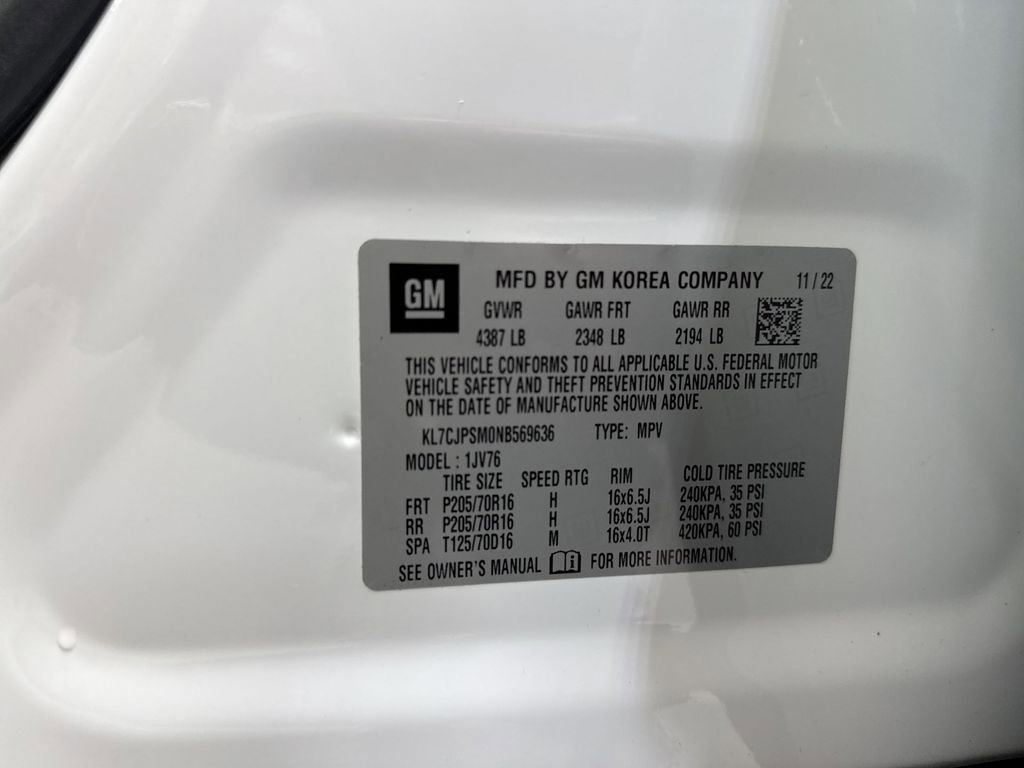 GM
MFD BY GM KOREA COMPANY 11 / 22
GVWR GAWR FRT GAWR RR
4387 LB 2348 LB 2194 LB
THIS VEHICLE CONFORMS TO ALL APPLICABLE U.S. FEDERAL MOTOR
VEHICLE SAFETY AND THEFT PREVENTION STANDARDS IN EFFECT
ON THE DATE OF MANUFACTURE SHOWN ABOVE.
KL7CJPSM0NB569636 TYPE: MPV
MODEL : 1JV76
TIRE SIZE SPEED RTG RIM COLD TIRE PRESSURE
FRT P205/70R16 H 16x6.5J 240KPA, 35 PSI
RR P205/70R16 H 16x6.5J 240KPA, 35 PSI
SPA T125/70D16 M 16x4.0T 420KPA, 60 PSI
SEE OWNER'S MANUAL i FOR MORE INFORMATION.